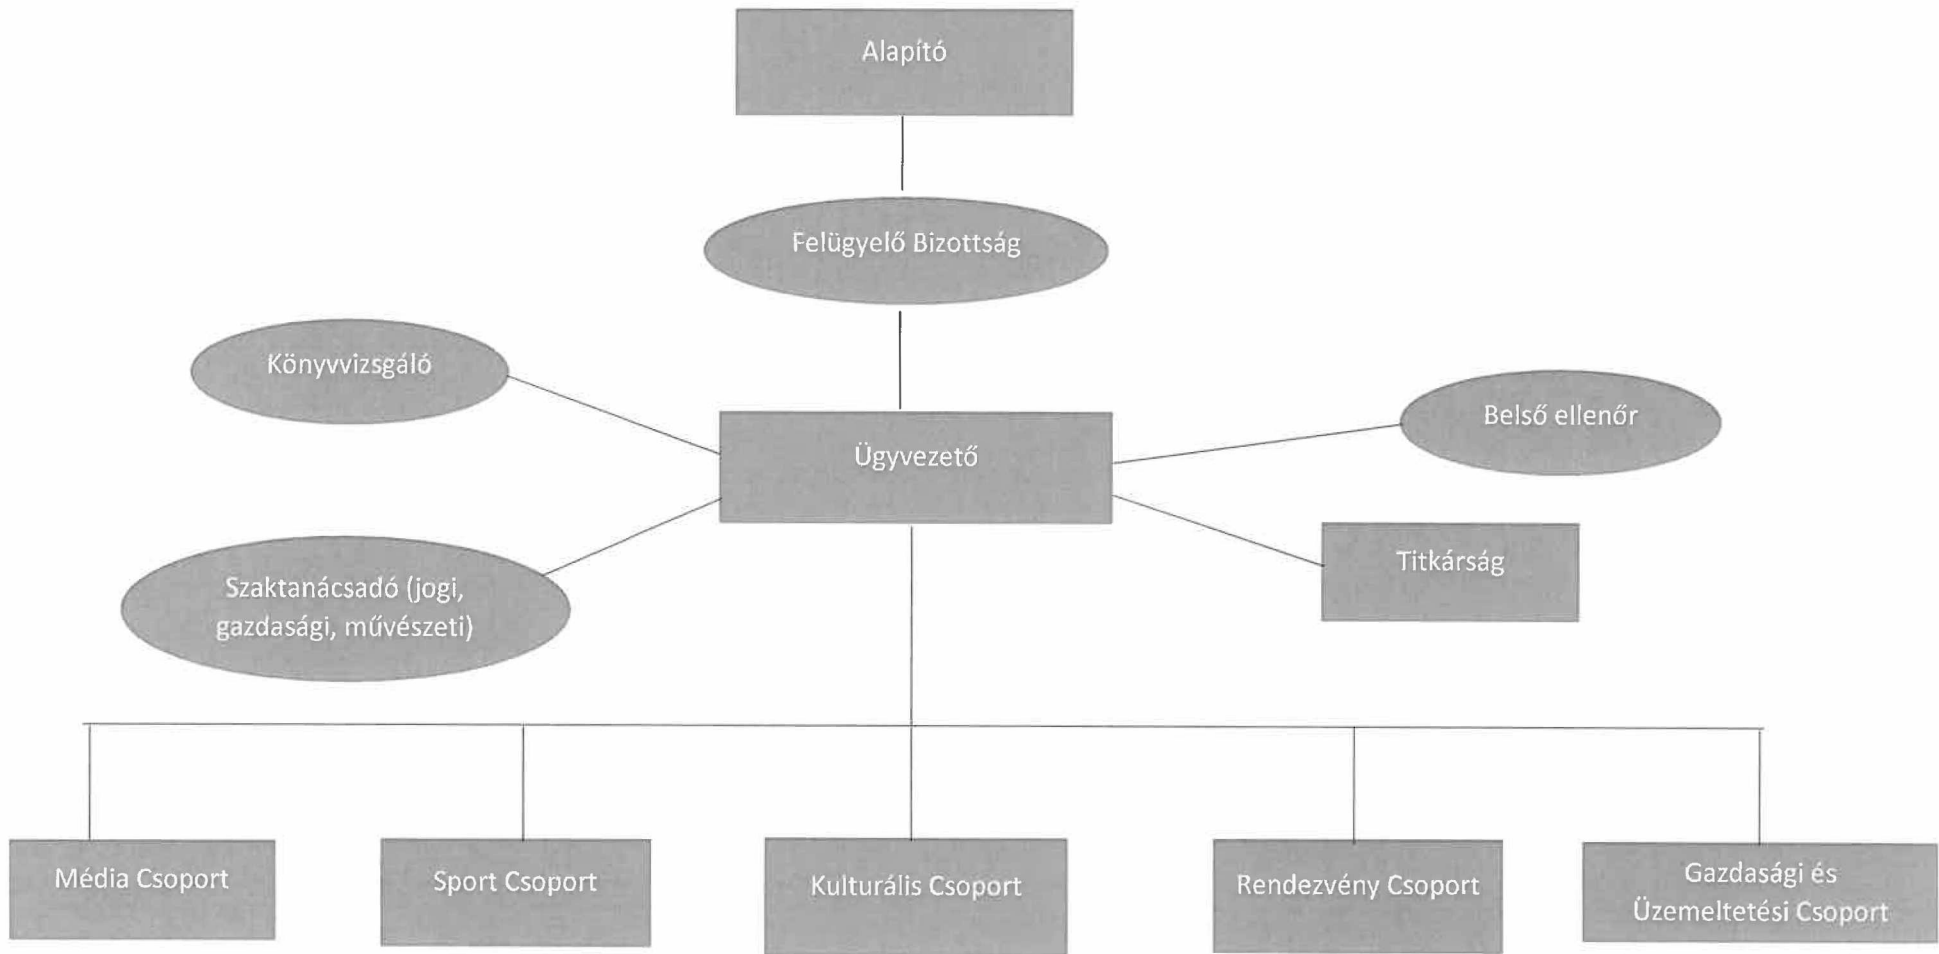 Alapító
Felügyelő Bizottság
Könyvvizsgáló
Belső ellenőr
Ügyvezető
Titkárság
Szaktanácsadó (jogi,
gazdasági, művészeti)
Média Csoport
Sport Csoport
Kulturális Csoport
Rendezvény Csoport
Gazdasági és
Üzemeltetési Csoport